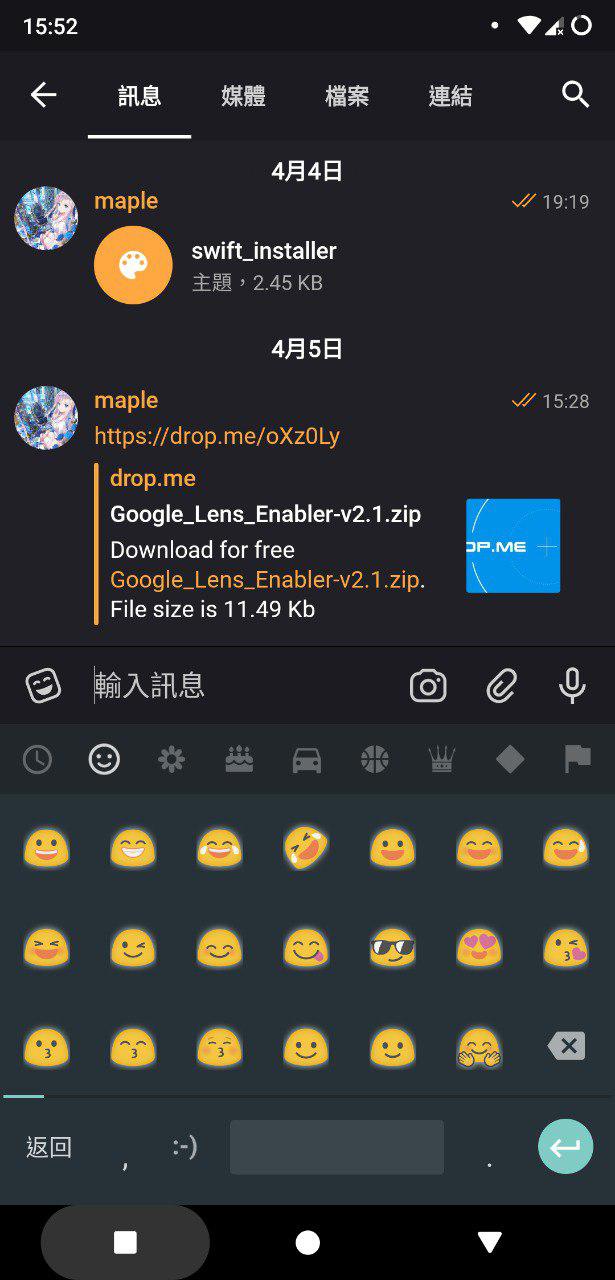 15:52
訊息
媒體
檔案
連結
4月4日
maple
19:19
swift_installer
主題，2.45 KB
4月5日
maple
15:28
https://drop.me/oXz0Ly
drop.me
Google_Lens_Enabler-v2.1.zip
OP.ME
Download for free
Google_Lens_Enabler-v2.1.zip.
File size is 11.49 Kb
輸入訊息
返回
,
:-)
.